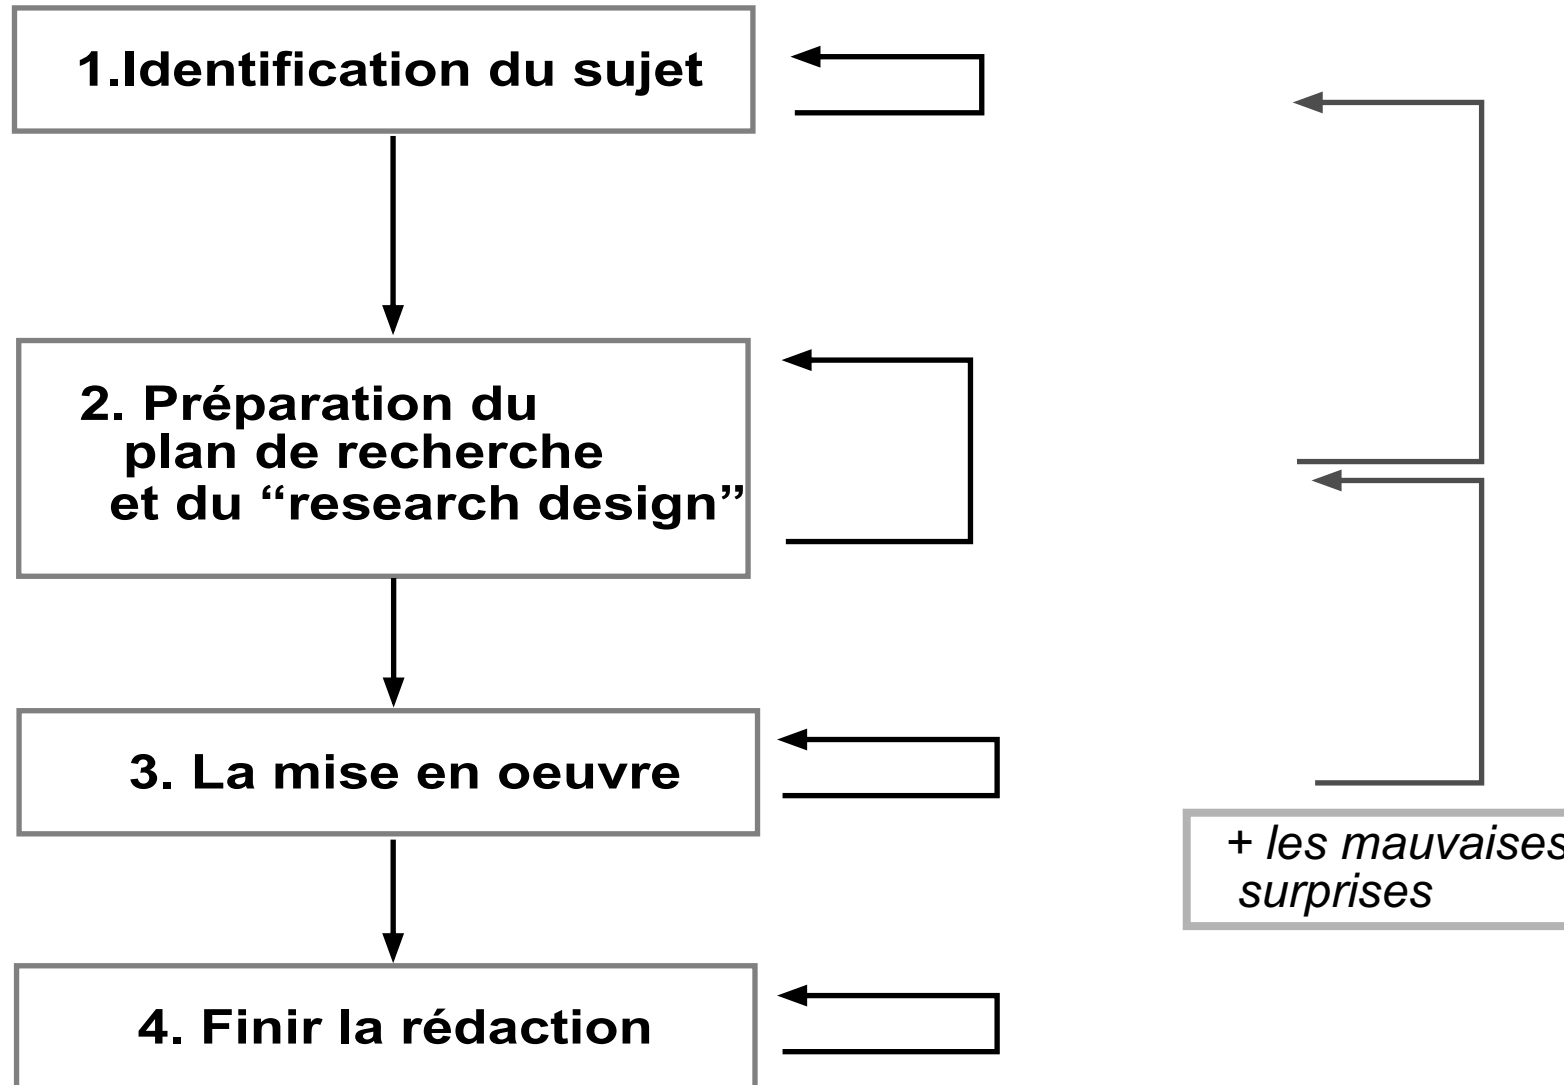 1.Identification du sujet
2. Préparation du
plan de recherche
et du “research design”
3. La mise en oeuvre
+ les mauvaises
surprises
4. Finir la rédaction